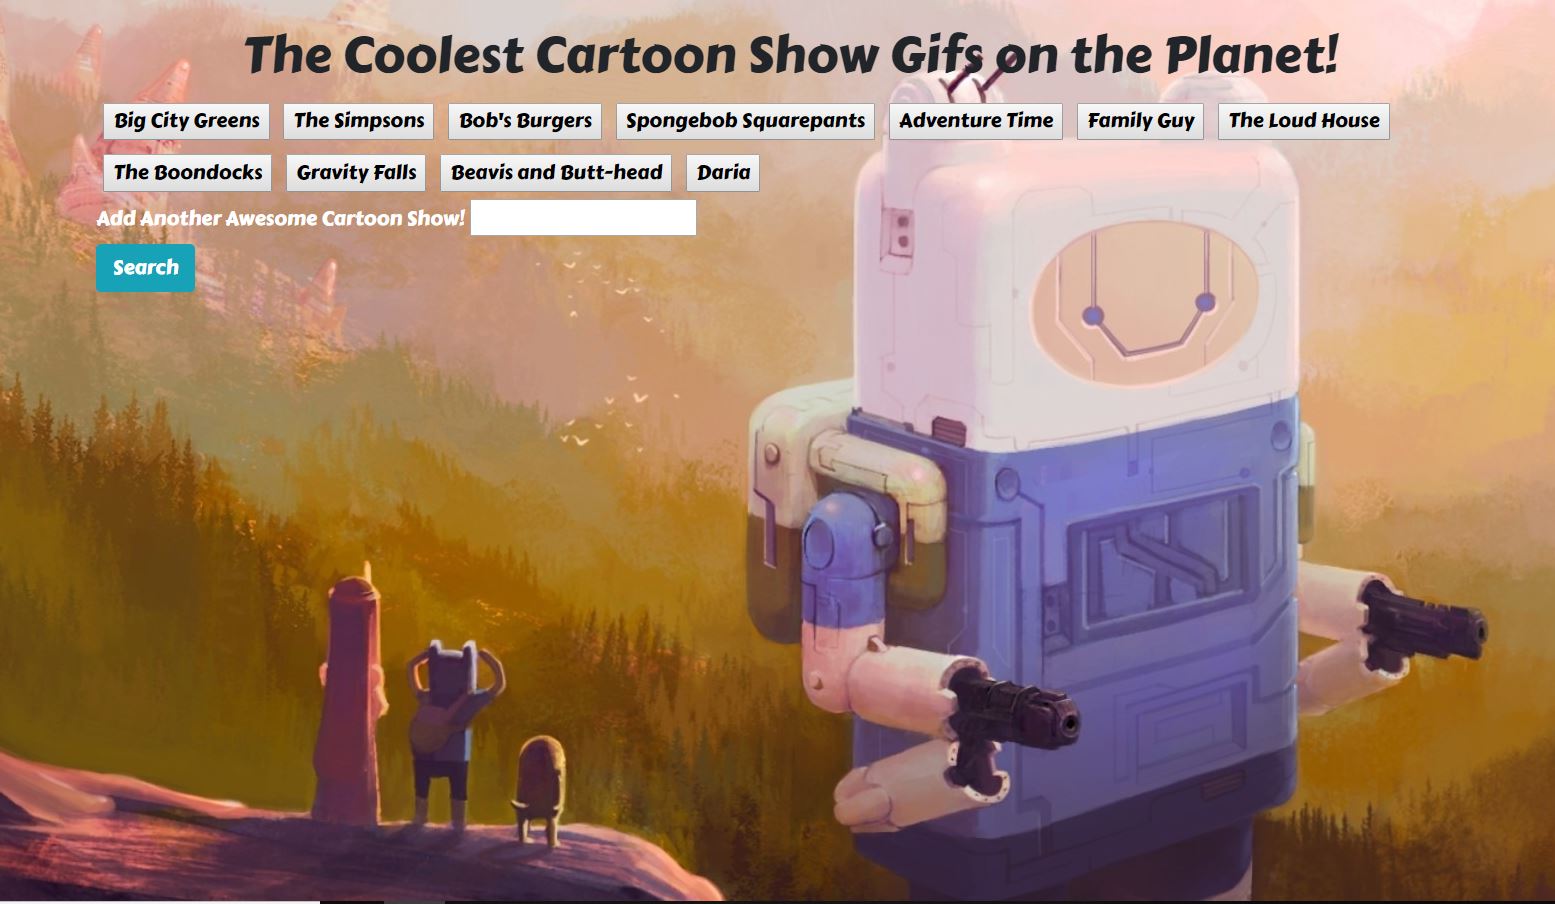 The Coolest Cartoon Show Gifs on the Planet!
Big City Greens The Simpsons Bob's Burgers Spongebob Squarepants Adventure Time Family Guy The Loud House
The Boondocks Gravity Falls Beavis and Butt-head Daria
Add Another Awesome Cartoon Show!
Search